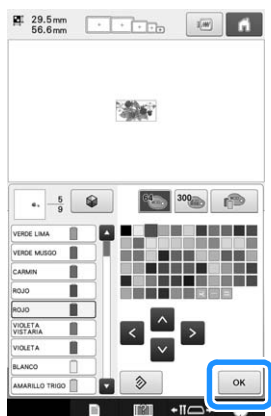 29.5mm
56.6mm
5
9
64
300
VERDE LIMA
VERDE MUSGO
CARMIN
ROJO
ROJO
VIOLETA
VISTARIA
VIOLETA
BLANCO
AMARILLO TRIGO
OK